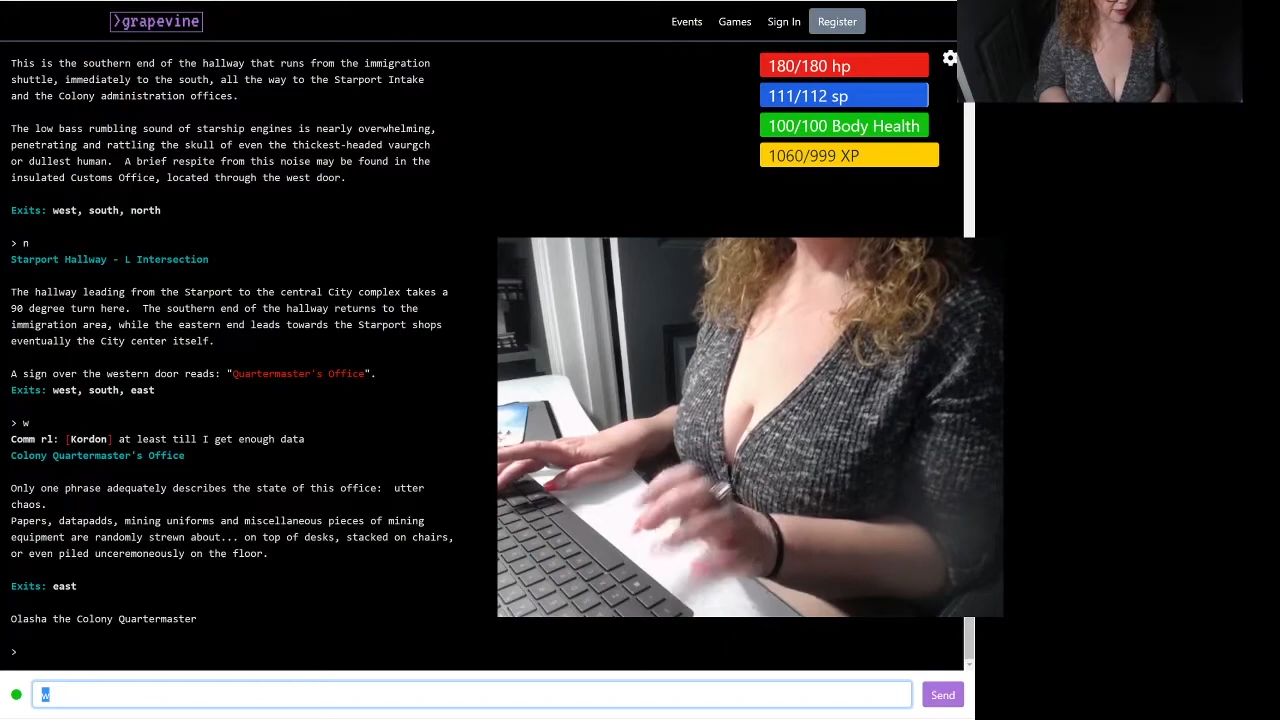 >grapevine
Events Games Sign In Register
This is the southern end of the hallway that runs from the immigration
shuttle, immediately to the south, all the way to the Starport Intake
and the Colony administration offices.
The low bass rumbling sound of starship engines is nearly overwhelming,
penetrating and rattling the skull of even the thickest-headed vaurgch
or dullest human. A brief respite from this noise may be found in the
insulated Customs Office, located through the west door.
Exits: west, south, north
> n
Starport Hallway - L Intersection
The hallway leading from the Starport to the central City complex takes a
90 degree turn here. The southern end of the hallway returns to the
immigration area, while the eastern end leads towards the Starport shops
eventually the City center itself.
A sign over the western door reads: "Quartermaster's Office".
Exits: west, south, east
> w
Comm rl: [Kordon] at least till I get enough data
Colony Quartermaster's Office
Only one phrase adequately describes the state of this office: utter
chaos.
Papers, datapadds, mining uniforms and miscellaneous pieces of mining
equipment are randomly strewn about... on top of desks, stacked on chairs,
or even piled unceremoneously on the floor.
Exits: east
Olasha the Colony Quartermaster
>
180/180 hp
111/112 sp
100/100 Body Health
1060/999 XP
w
Send